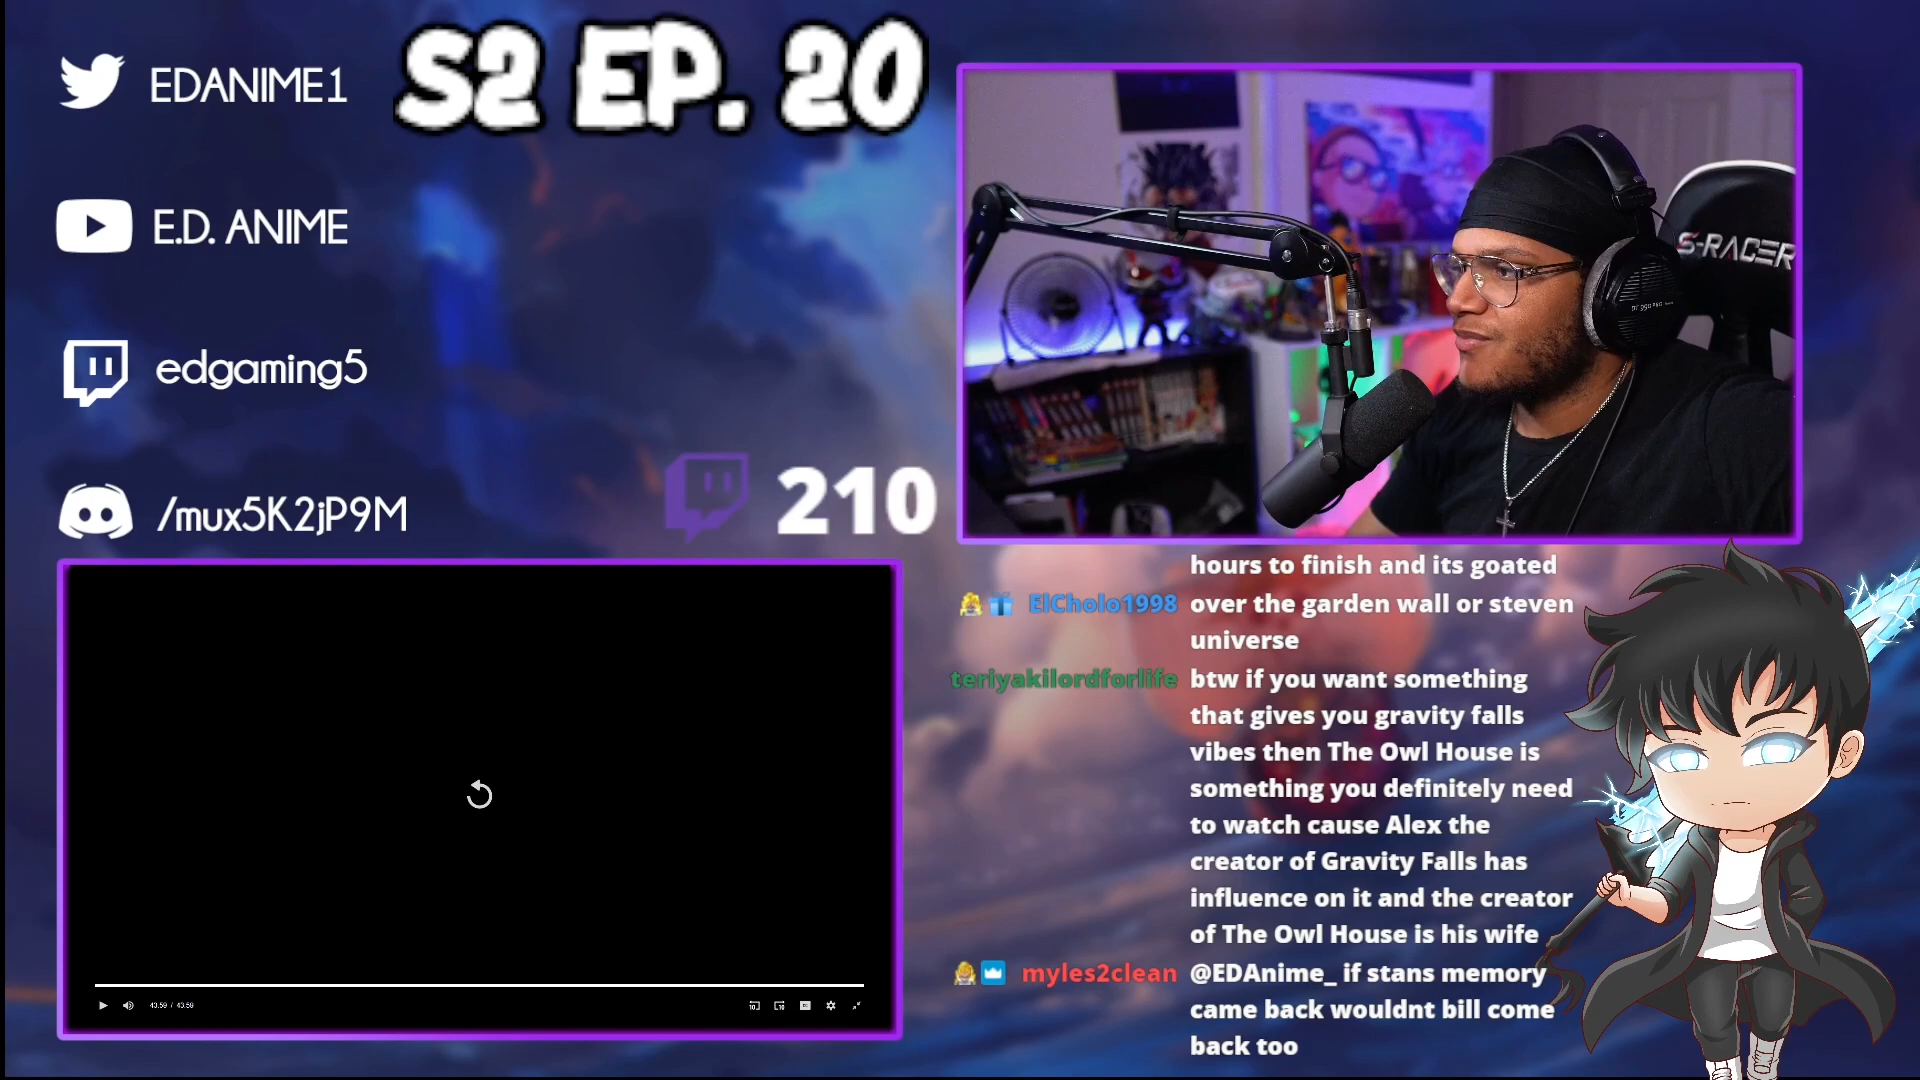 EDANIME1
S2 EP. 20
E.D. ANIME
edgaming5
/mux5K2jP9M
210
S-RACER
hours to finish and its goated
ElCholo1998 over the garden wall or steven
universe
teriyakilordforlife btw if you want something
that gives you gravity falls
vibes then The Owl House is
something you definitely need
to watch cause Alex the
creator of Gravity Falls has
influence on it and the creator
of The Owl House is his wife
myles2clean @EDAnime_ if stans memory
came back wouldnt bill come
back too
43:59 / 43:59